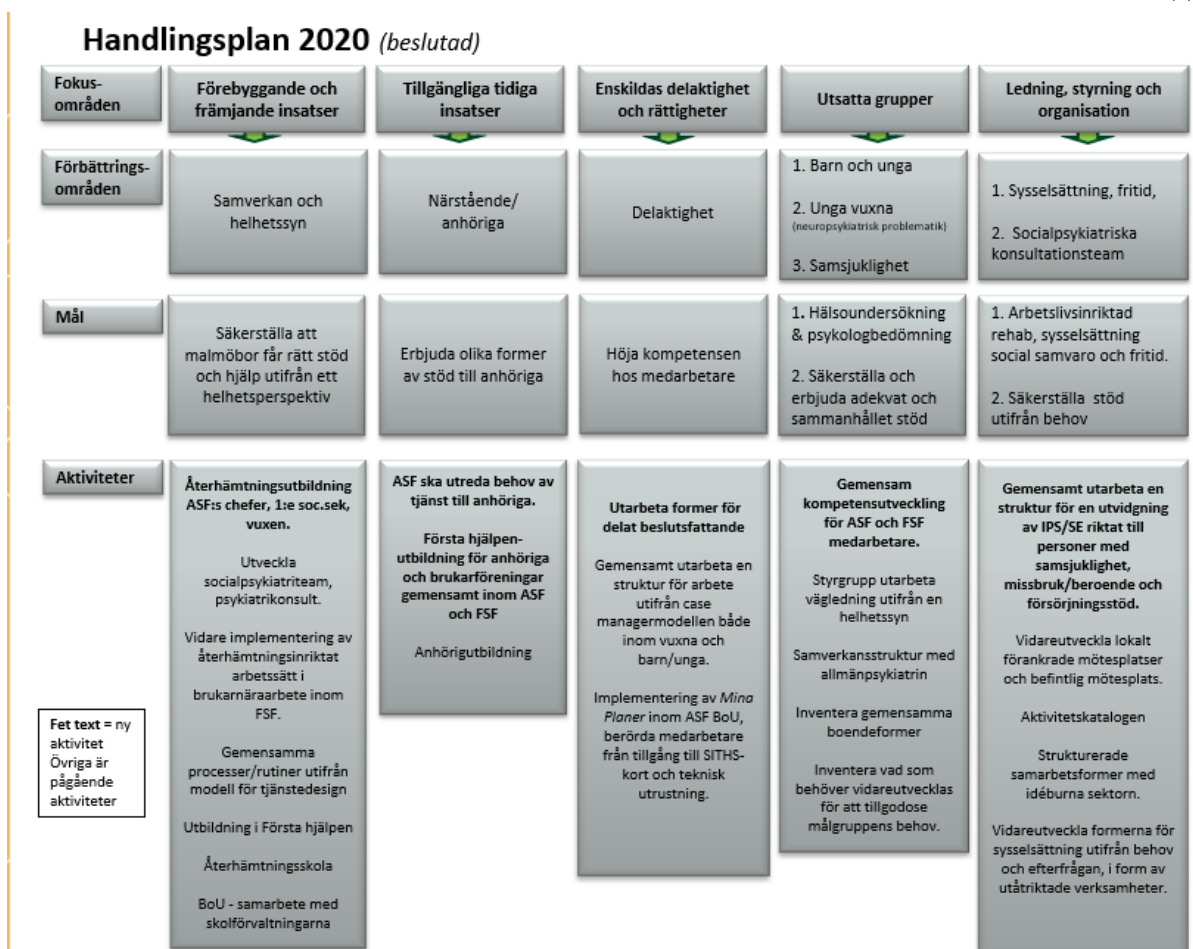 Handlingsplan 2020 (beslutad)
Fokus-
områden
Förebyggande och
främjande insatser
Tillgängliga tidiga
insatser
Enskildas delaktighet
och rättigheter
Utsatta grupper
Ledning, styrning och
organisation
Förbättrings-
områden
Samverkan och
helhetssyn
Närstående/
anhöriga
Delaktighet
1. Barn och unga
2. Unga vuxna
(neuropsykiatrisk problematik)
3. Samsjuklighet
1. Sysselsättning, fritid,
2. Socialpsykiatriska
konsultationsteam
Mål
Säkerställa att
malmöbor får rätt stöd
och hjälp utifrån ett
helhetsperspektiv
Erbjuda olika former
av stöd till anhöriga
Höja kompetensen
hos medarbetare
1. Hälsoundersökning
& psykologbedömning
2. Säkerställa och
erbjuda adekvat och
sammanhållet stöd
1. Arbetslivsinriktad
rehab, sysselsättning
social samvaro och fritid.
2. Säkerställa stöd
utifrån behov
Aktiviteter
Återhämtningsutbildning
ASF:s chefer, 1:e soc.sek,
vuxen.
Utveckla
socialpsykiatriteam,
psykiatrikonsult.
Vidare implementering av
återhämtningsinriktat
arbetssätt i
brukarnäraarbete inom
FSF.
Gemensamma
processer/rutiner utifrån
modell för tjänstedesign
Utbildning i Första hjälpen
Återhämtningsskola
BoU - samarbete med
skolförvaltningarna
ASF ska utreda behov av
tjänst till anhöriga.
Första hjälpen-
utbildning för anhöriga
och brukarföreningar
gemensamt inom ASF
och FSF
Anhörigutbildning
Utarbeta former för
delat beslutsfattande
Gemensamt utarbeta en
struktur för arbete
utifrån case
managermodellen både
inom vuxna och
barn/unga.
Implementering av Mina
Planer inom ASF BoU,
berörda medarbetare
från tillgång till SITHS-
kort och teknisk
utrustning.
Gemensam
kompetensutveckling
för ASF och FSF
medarbetare.
Styrgrupp utarbeta
vägledning utifrån en
helhetssyn
Samverkansstruktur med
allmänpsykiatrin
Inventera gemensamma
boendeformer
Inventera vad som
behöver vidareutvecklas
för att tillgodose
målgruppens behov.
Gemensamt utarbeta en
struktur för en utvidgning
av IPS/SE riktat till
personer med
samsjuklighet,
missbruk/beroende och
försörjningsstöd.
Vidareutveckla lokalt
förankrade mötesplatser
och befintlig mötesplats.
Aktivitetskatalogen
Strukturerade
samarbetsformer med
idéburna sektorn.
Vidareutveckla formerna för
sysselsättning utifrån behov
och efterfrågan, i form av
utåtriktade verksamheter.
Fet text = ny
aktivitet
Övriga är
pågående
aktiviteter